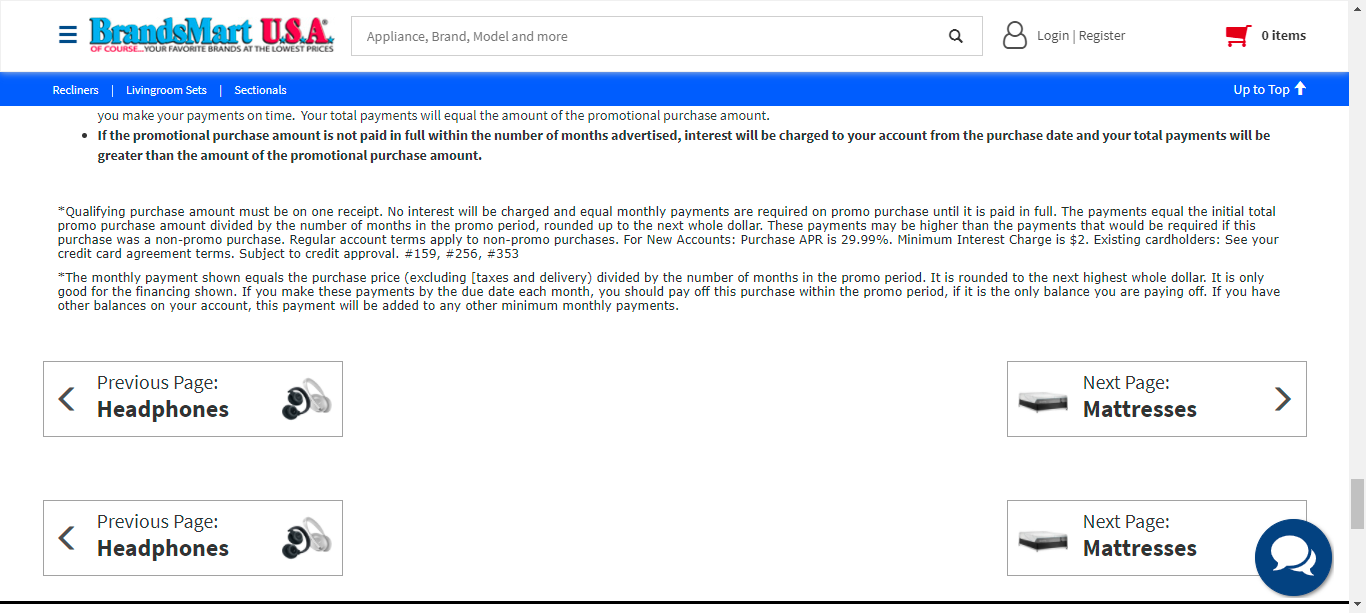 BrandsMart U.S.A.
OF COURSE...YOUR FAVORITE BRANDS AT THE LOWEST PRICES
Appliance, Brand, Model and more
Login | Register
0 items
Recliners | Livingroom Sets | Sectionals
Up to Top
you make your payments on time. Your total payments will equal the amount of the promotional purchase amount.
• If the promotional purchase amount is not paid in full within the number of months advertised, interest will be charged to your account from the purchase date and your total payments will be
greater than the amount of the promotional purchase amount.
*Qualifying purchase amount must be on one receipt. No interest will be charged and equal monthly payments are required on promo purchase until it is paid in full. The payments equal the initial total
promo purchase amount divided by the number of months in the promo period, rounded up to the next whole dollar. These payments may be higher than the payments that would be required if this
purchase was a non-promo purchase. Regular account terms apply to non-promo purchases. For New Accounts: Purchase APR is 29.99%. Minimum Interest Charge is $2. Existing cardholders: See your
credit card agreement terms. Subject to credit approval. #159, #256, #353
*The monthly payment shown equals the purchase price (excluding [taxes and delivery) divided by the number of months in the promo period. It is rounded to the next highest whole dollar. It is only
good for the financing shown. If you make these payments by the due date each month, you should pay off this purchase within the promo period, if it is the only balance you are paying off. If you have
other balances on your account, this payment will be added to any other minimum monthly payments.
Previous Page:
Headphones
Next Page:
Mattresses
Previous Page:
Headphones
Next Page:
Mattresses